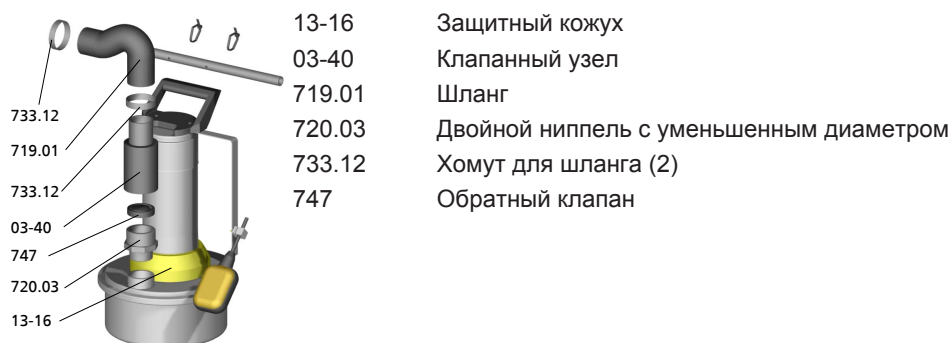 733.12
719.01
733.12
03-40
747
720.03
13-16
13-16 Защитный кожух
03-40 Клапанный узел
719.01 Шланг
720.03 Двойной ниппель с уменьшенным диаметром
733.12 Хомут для шланга (2)
747 Обратный клапан